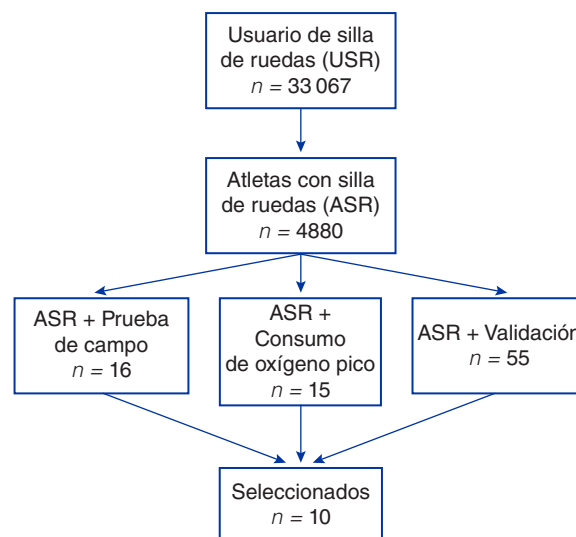 Usuario de silla
de ruedas (USR)
n = 33 067
Atletas con silla
de ruedas (ASR)
n = 4880
ASR + Prueba
de campo
n = 16
ASR +
Consumo
de oxígeno pico
n = 15
ASR + Validación
n = 55
Seleccionados
n = 10